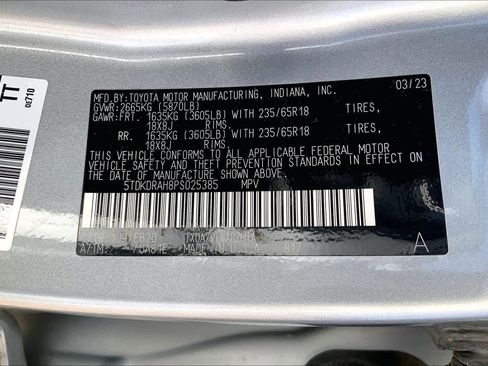 TT
0z710
MFD.BY:TOYOTA MOTOR MANUFACTURING, INDIANA, INC.
03/23
GVWR: 2665KG (5870LB)
GAWR:FRT. 1635KG (3605LB) WITH 235/65R18 TIRES,
18X8J RIMS,
RR. 1635KG (3605LB) WITH 235/65R18 TIRES,
18X8J RIMS,
THIS VEHICLE CONFORMS TO ALL APPLICABLE FEDERAL MOTOR VEHICLE
SAFETY AND THEFT PREVENTION STANDARDS IN EFFECT ON THE
DATE OF MANUFACTURE SHOWN ABOVE.
5TDKDRAH8PS025385 MPV
A
MADE IN